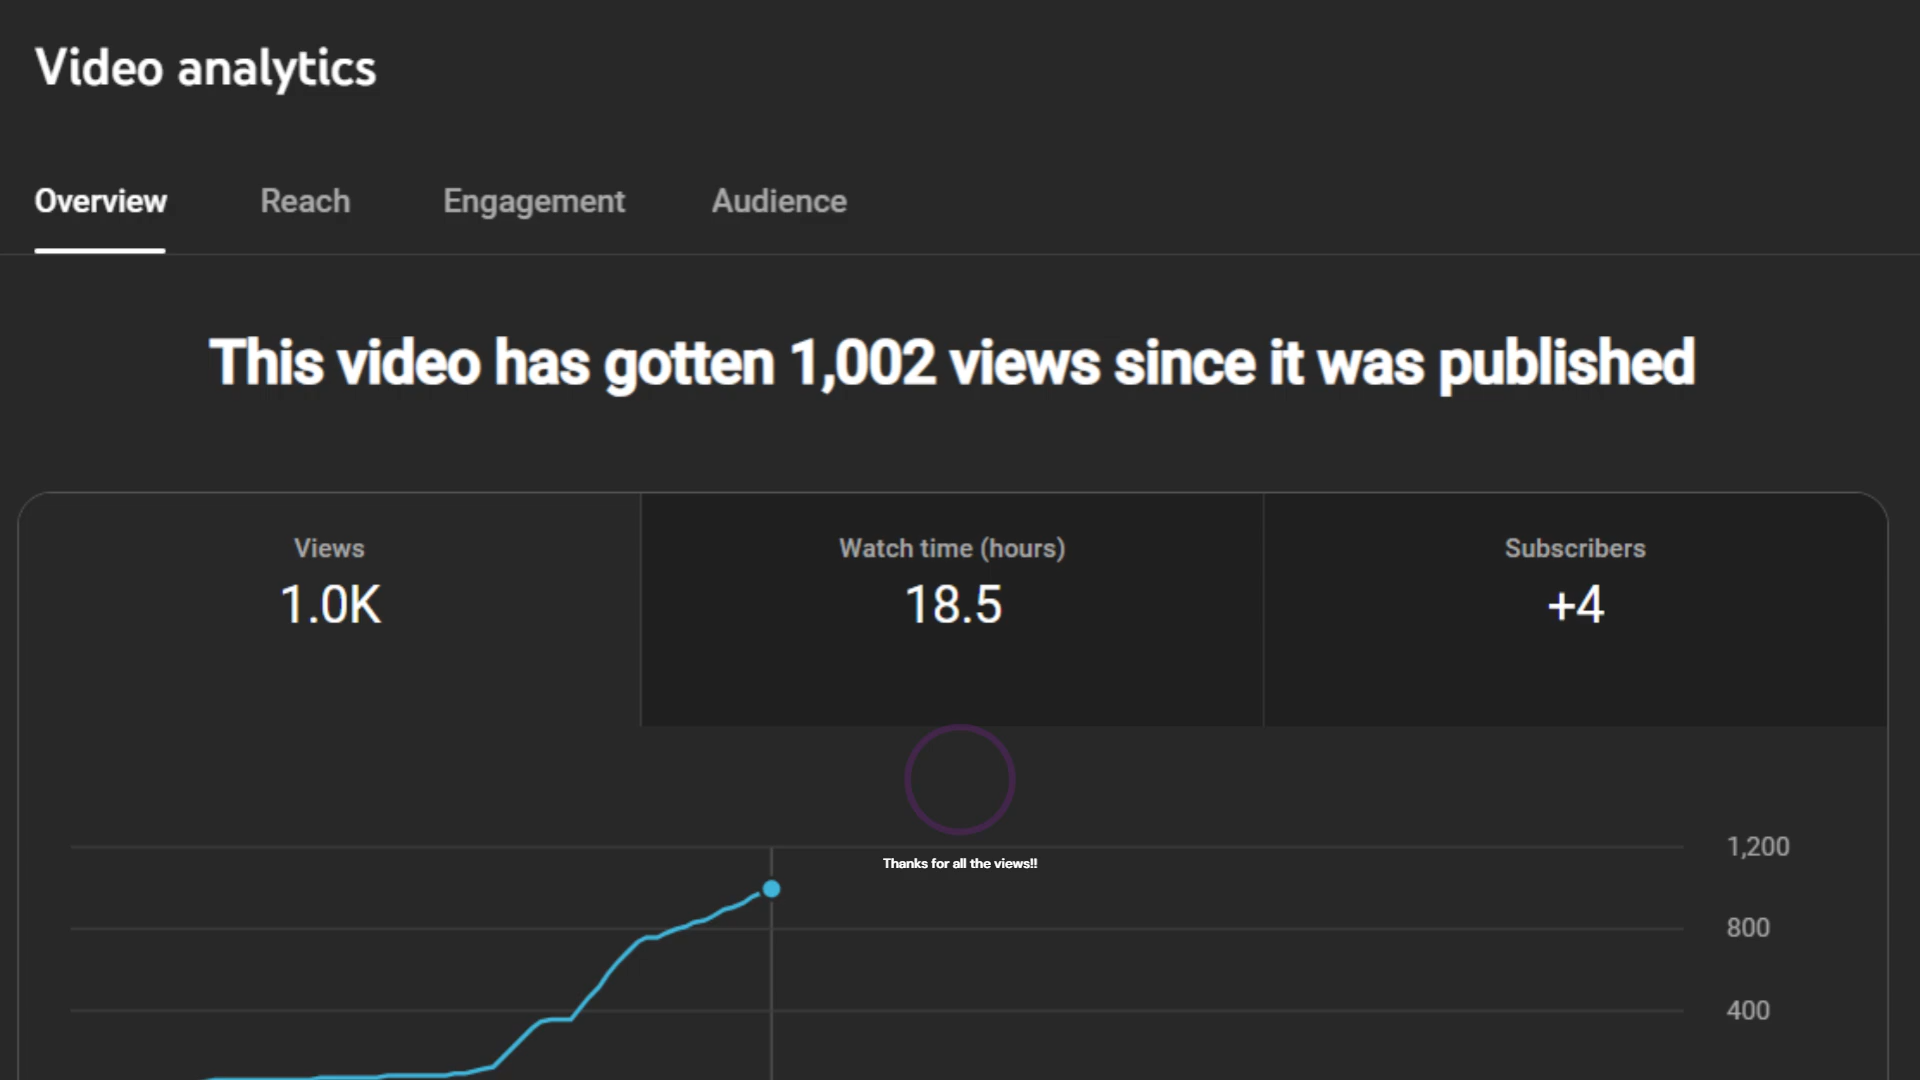 Video analytics
Overview Reach Engagement Audience
This video has gotten 1,002 views since it was published
Views Watch time (hours) Subscribers
1.0K 18.5 +4
1,200
Thanks for all the views!!
800
400